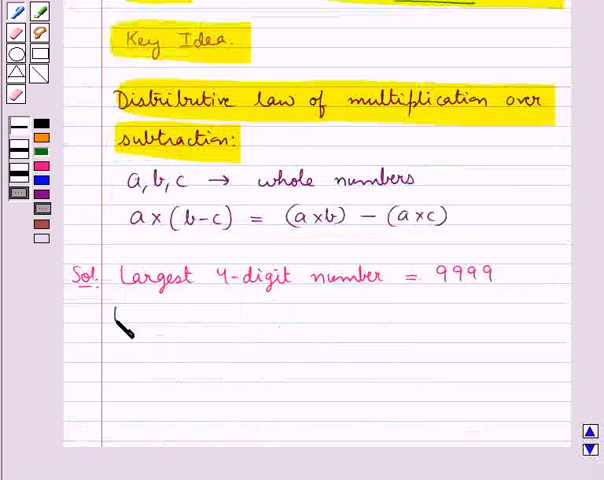 Key Idea.
Distributive law of multiplication over
subtraction:
a, b, c → whole numbers
a × (b - c) = (a × b) - (a × c)
Sol. Largest 4-digit number = 9999